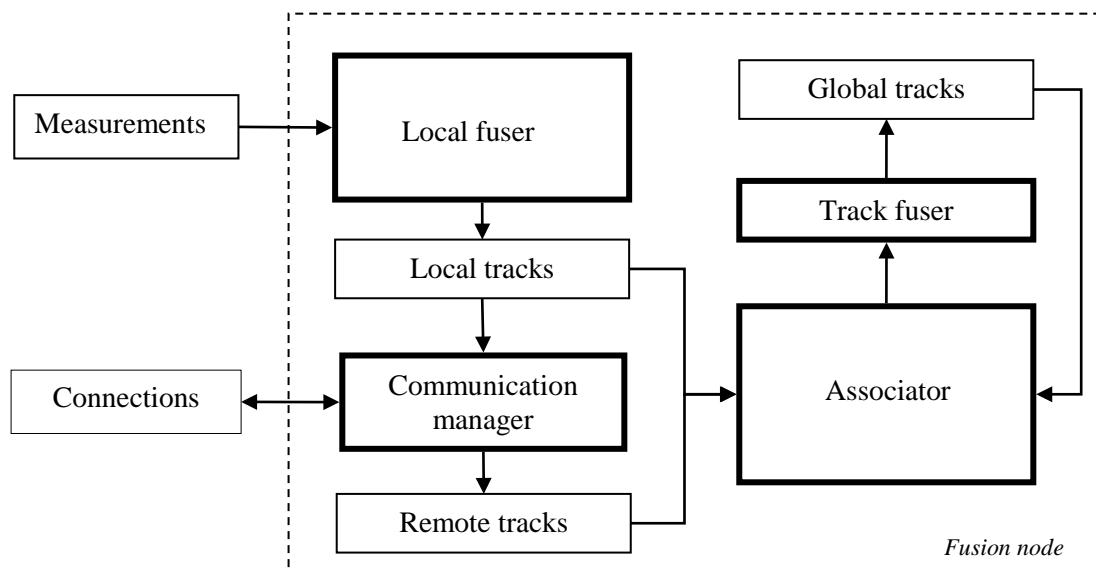 Measurements
Local fuser
Global tracks
Track fuser
Local tracks
Connections
Communication
manager
Associator
Remote tracks
Fusion node